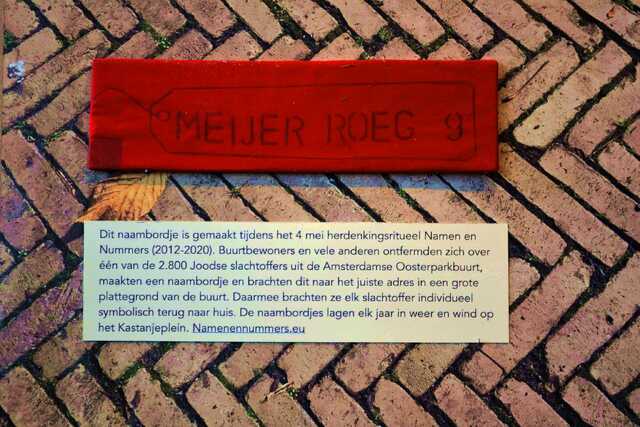 MEIJER ROEG 9
Dit naambordje is gemaakt tijdens het 4 mei herdenkingsritueel Namen en
Nummers (2012-2020). Buurtbewoners en vele anderen ontfermden zich over
één van de 2.800 Joodse slachtoffers uit de Amsterdamse Oosterparkbuurt,
maakten een naambordje en brachten dit naar het juiste adres in een grote
plattegrond van de buurt. Daarmee brachten ze elk slachtoffer individueel
symbolisch terug naar huis. De naambordjes lagen elk jaar in weer en wind op
het Kastanjeplein. Namenennummers.eu